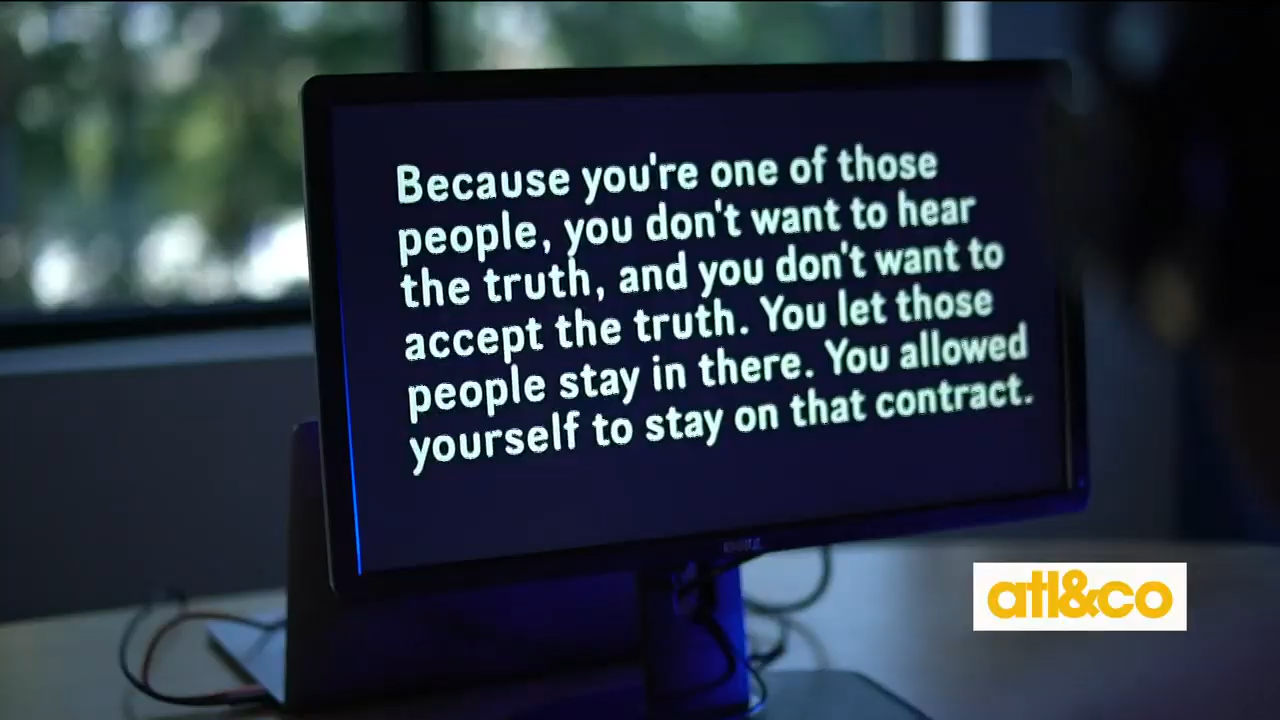 Because you're one of those
people, you don't want to hear
the truth, and you don't want to
accept the truth. You let those
people stay in there. You allowed
yourself to stay on that contract.
atl&co